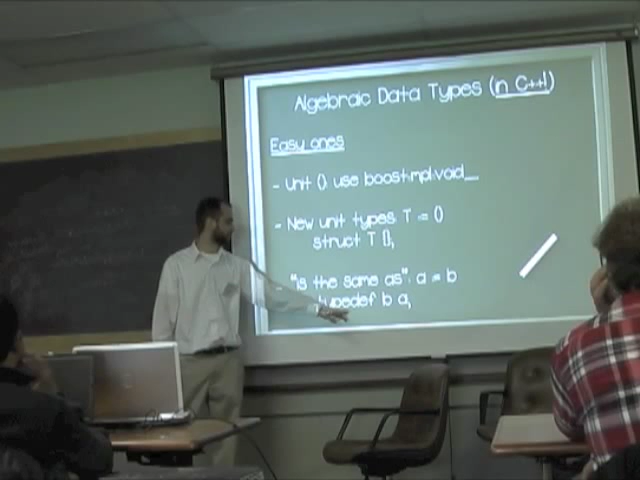 Algebraic Data Types (in C++!)
Easy ones
- Unit (): use boost::mpl::void_
- New unit types: T = ()
struct T {};
"is the same as": a = b
typedef b a;